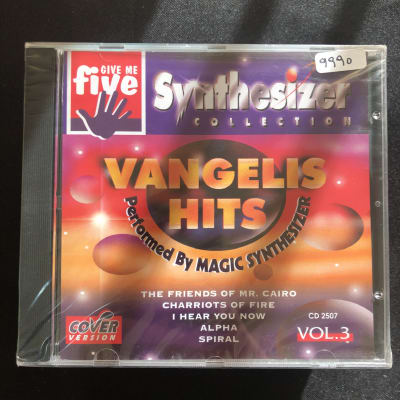 GIVE ME
five
9990
Synthesizer
COLLECTION
VANGELIS
HITS
Performed By MAGIC SYNTHESIZER
THE FRIENDS OF MR. CAIRO
CHARRIOTS OF FIRE
I HEAR YOU NOW
ALPHA
SPIRAL
COVER
VERSION
CD 2507
VOL.3